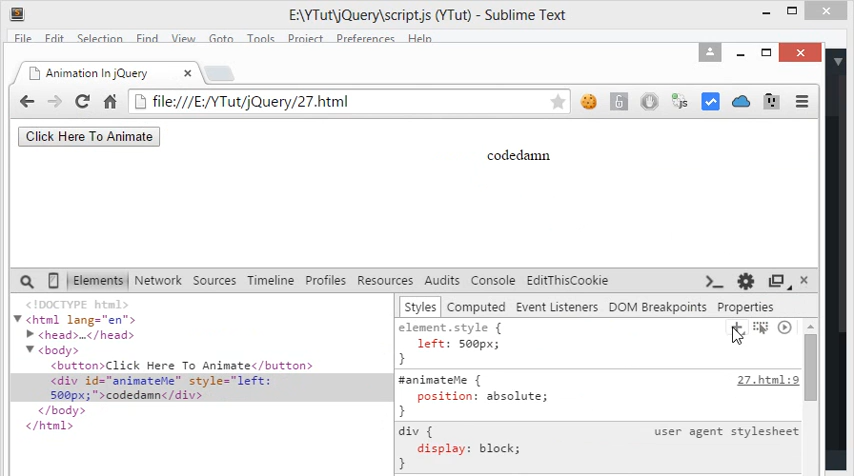 E:\YTut\jQuery\script.js (YTut) - Sublime Text
File Edit Selection Find View Goto Tools Project Preferences Help
Animation In jQuery
file:///E:/YTut/jQuery/27.html
Click Here To Animate
codedamn
Elements Network Sources Timeline Profiles Resources Audits Console EditThisCookie
<!DOCTYPE html>
<html lang="en">
<head>…</head>
<body>
<button>Click Here To Animate</button>
<div id="animateMe" style="left:
500px;">codedamn</div>
</body>
</html>
Styles Computed Event Listeners DOM Breakpoints Properties
element.style {
left: 500px;
}
#animateMe { 27.html:9
position: absolute;
}
div { user agent stylesheet
display: block;
}